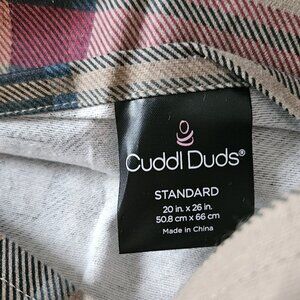 Cuddl Duds®
STANDARD
20 in. x 26 in.
50.8 cm x 66 cm
Made in China